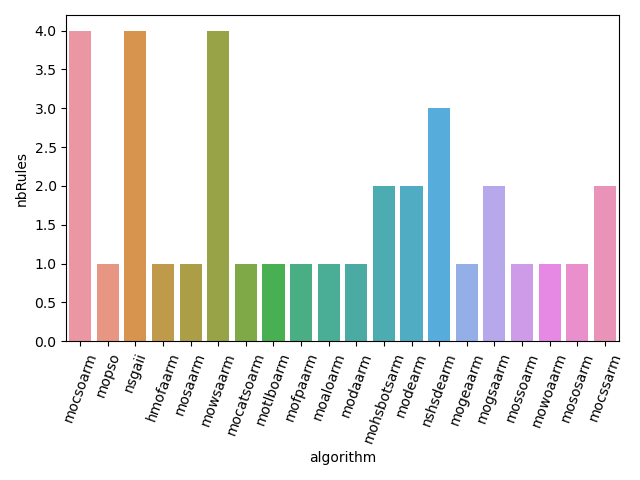 nbRules
4.0
3.5
3.0
2.5
2.0
1.5
1.0
0.5
0.0
mocsoarm
mopso
nsgaii
hmofaarm
mosaarm
mowsaarm
mocatsoarm
motlboarm
mofpaarm
moaloarm
modaarm
mohsbotsarm
modearm
nshsdearm
mogeaarm
mogsaarm
mossoarm
mowoaarm
mososarm
mocssarm
algorithm